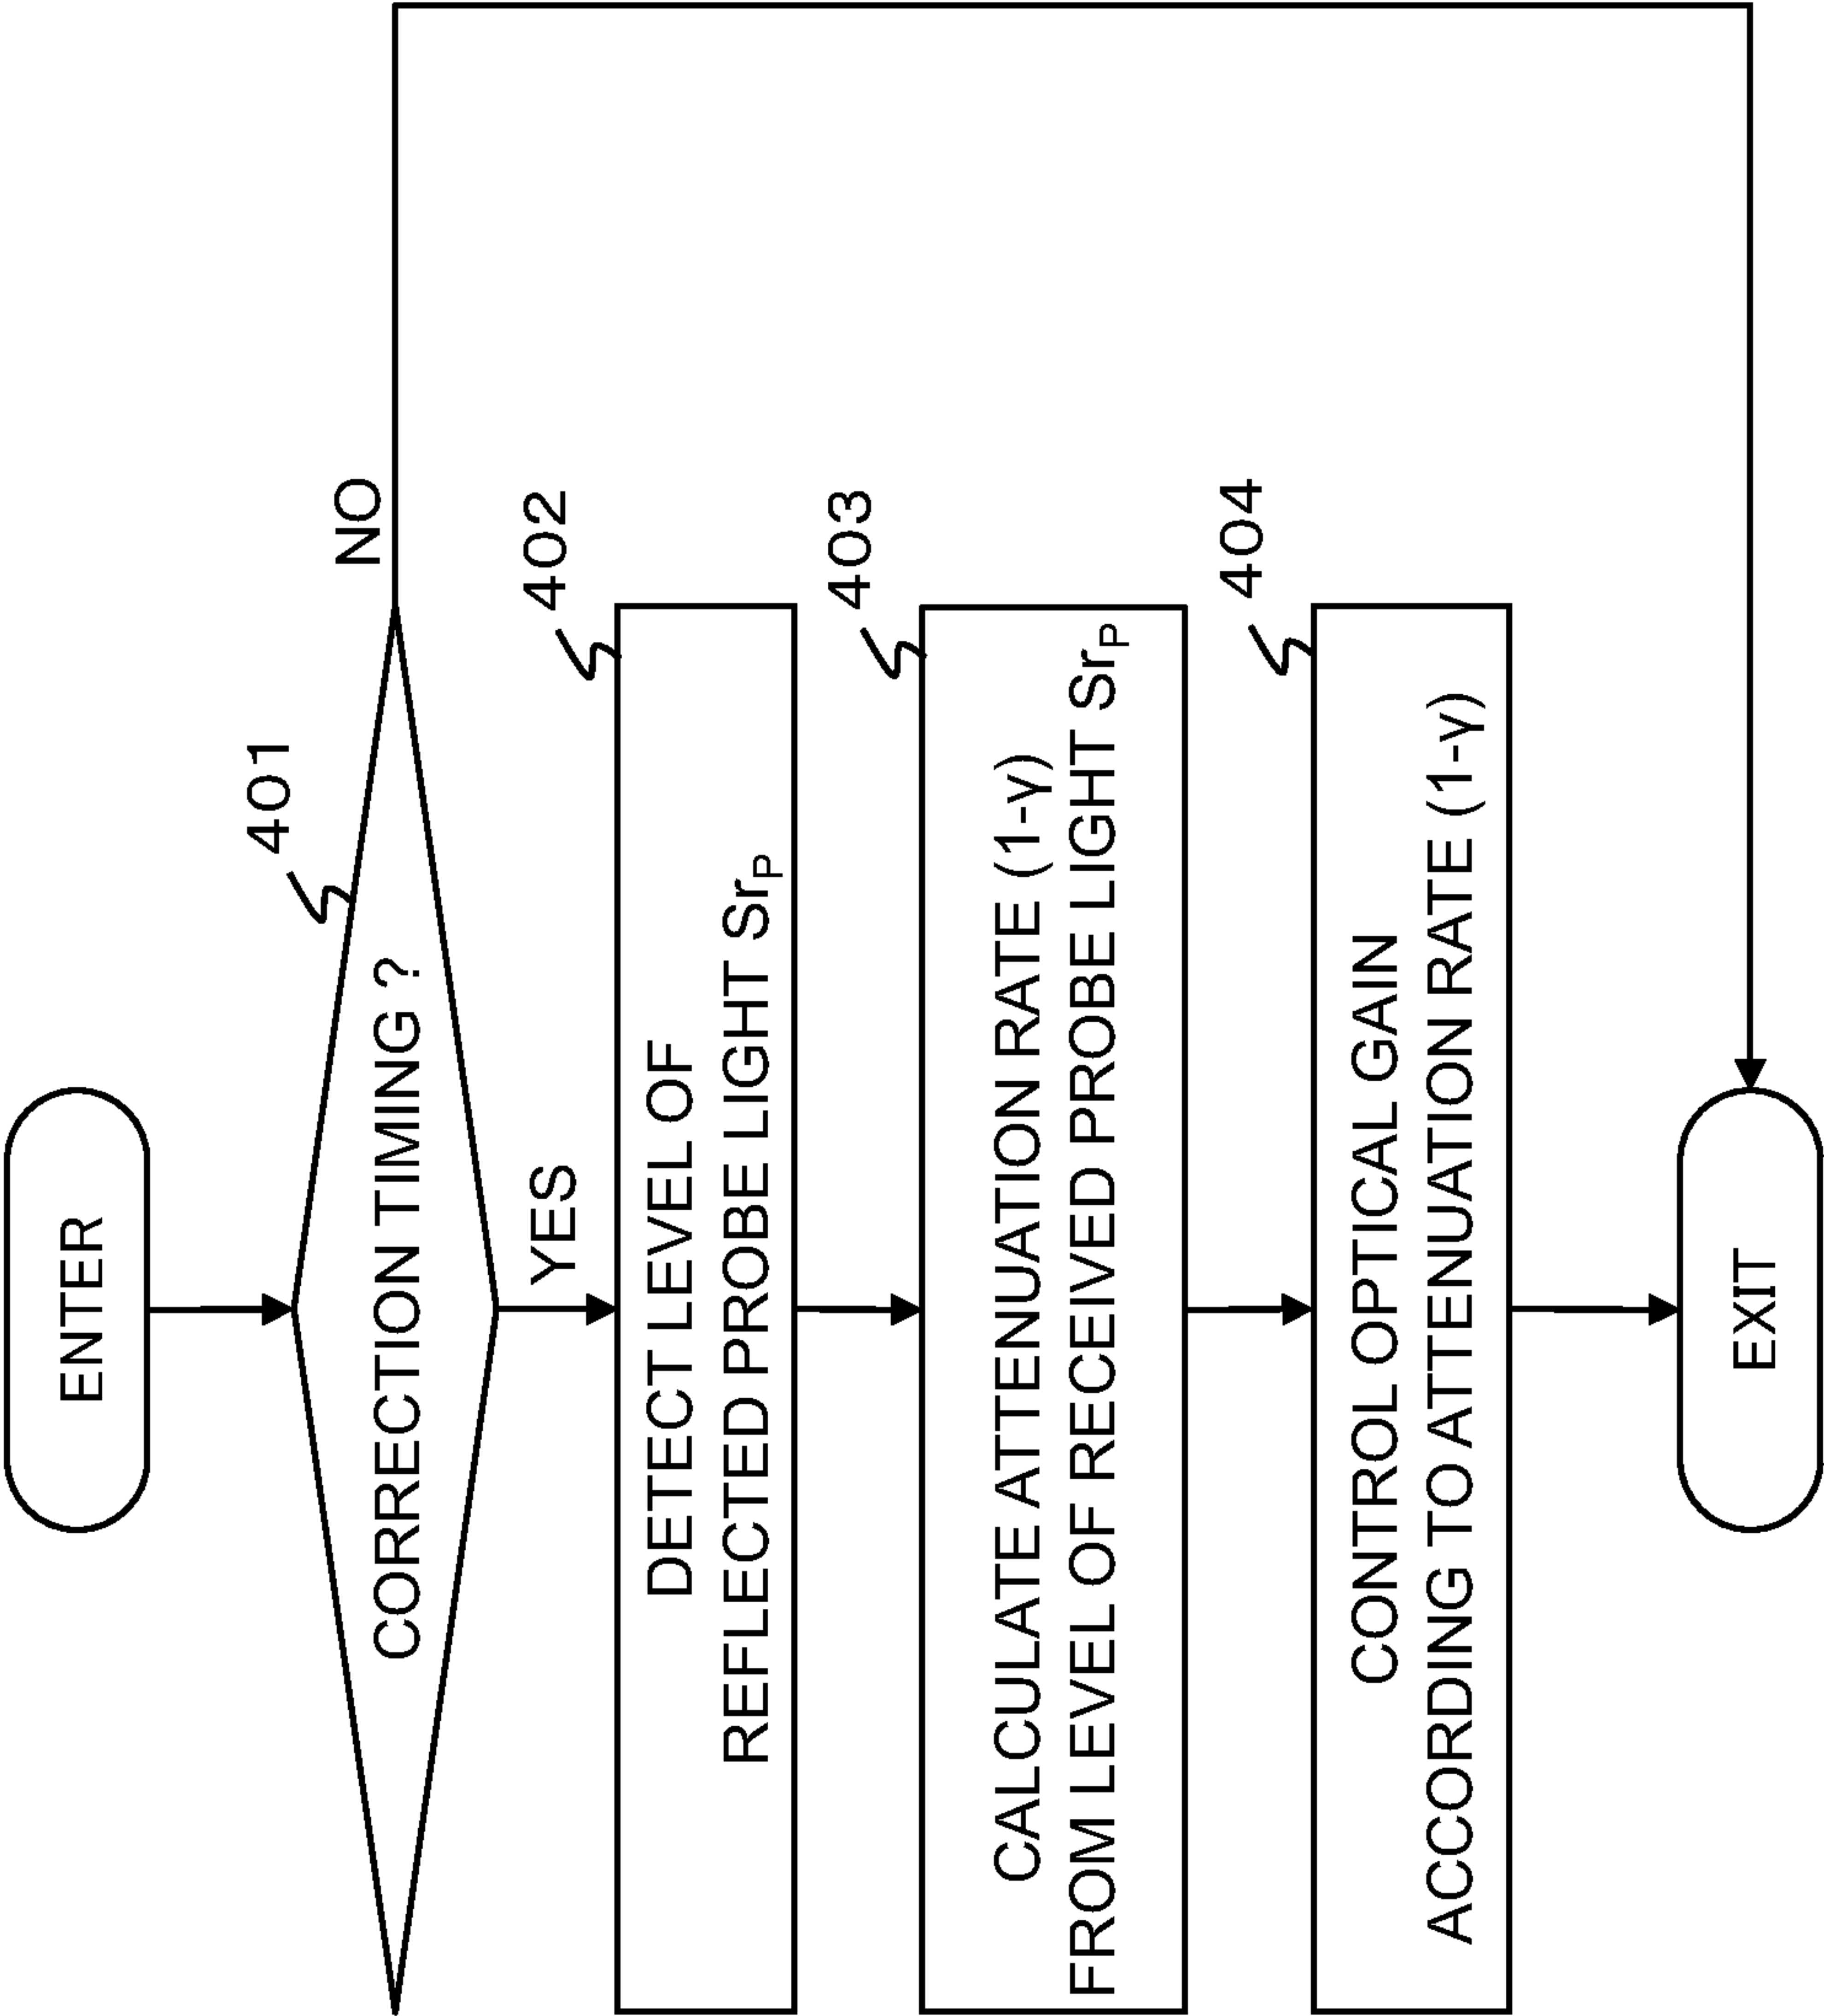 ENTER
401
CORRECTION TIMING ?
NO
YES
402
DETECT LEVEL OF
REFLECTED PROBE LIGHT SrP
403
CALCULATE ATTENUATION RATE (1-γ)
FROM LEVEL OF RECEIVED PROBE LIGHT SrP
404
CONTROL OPTICAL GAIN
ACCORDING TO ATTENUATION RATE (1-γ)
EXIT